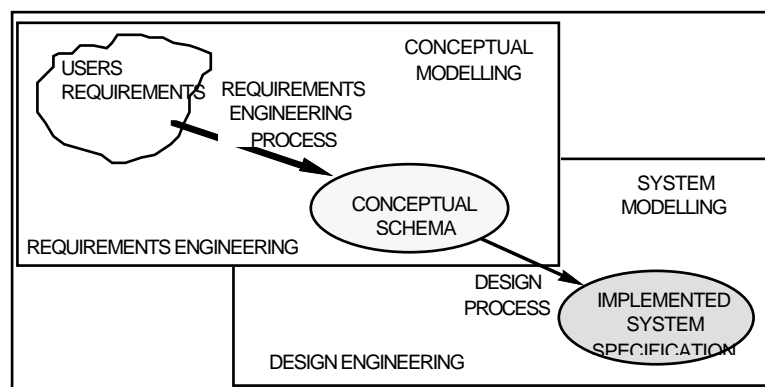 CONCEPTUAL
MODELLING
USERS
REQUIREMENTS
REQUIREMENTS
ENGINEERING
PROCESS
CONCEPTUAL
SCHEMA
REQUIREMENTS ENGINEERING
SYSTEM
MODELLING
DESIGN
PROCESS
IMPLEMENTED
SYSTEM
SPECIFICATION
DESIGN ENGINEERING